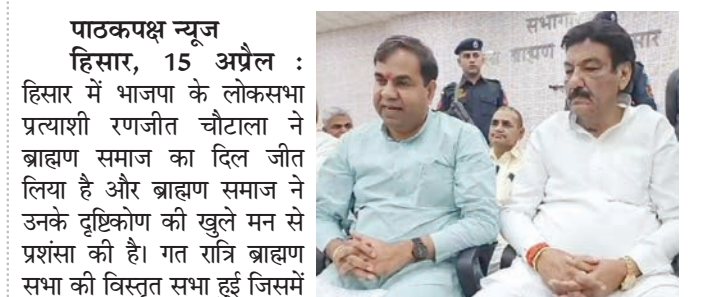 पाठकपक्ष न्यूज
हिसार, 15 अप्रैल :
हिसार में भाजपा के लोकसभा
प्रत्याशी रणजीत चौटाला ने
ब्राह्मण समाज का दिल जीत
लिया है और ब्राह्मण समाज ने
उनके दृष्टिकोण की खुले मन से
प्रशंसा की है। गत रात्रि ब्राह्मण
सभा की विस्तृत सभा हुई जिसमें
ब्राह्मण